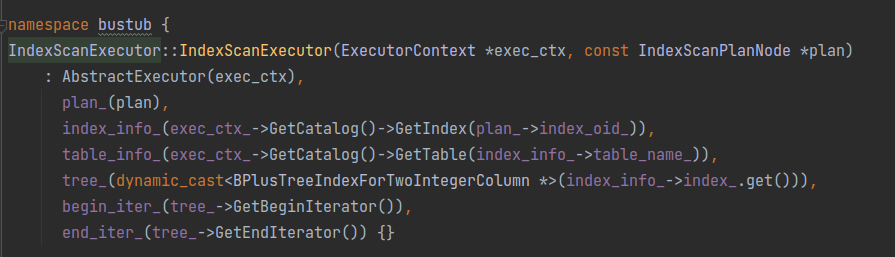 namespace bustub {
IndexScanExecutor::IndexScanExecutor(ExecutorContext *exec_ctx, const IndexScanPlanNode *plan)
    : AbstractExecutor(exec_ctx),
      plan_(plan),
      index_info_(exec_ctx_->GetCatalog()->GetIndex(plan_->index_oid_)),
      table_info_(exec_ctx_->GetCatalog()->GetTable(index_info_->table_name_)),
      tree_(dynamic_cast<BPlusTreeIndexForTwoIntegerColumn *>(index_info_->index_.get())),
      begin_iter_(tree_->GetBeginIterator()),
      end_iter_(tree_->GetEndIterator()) {}